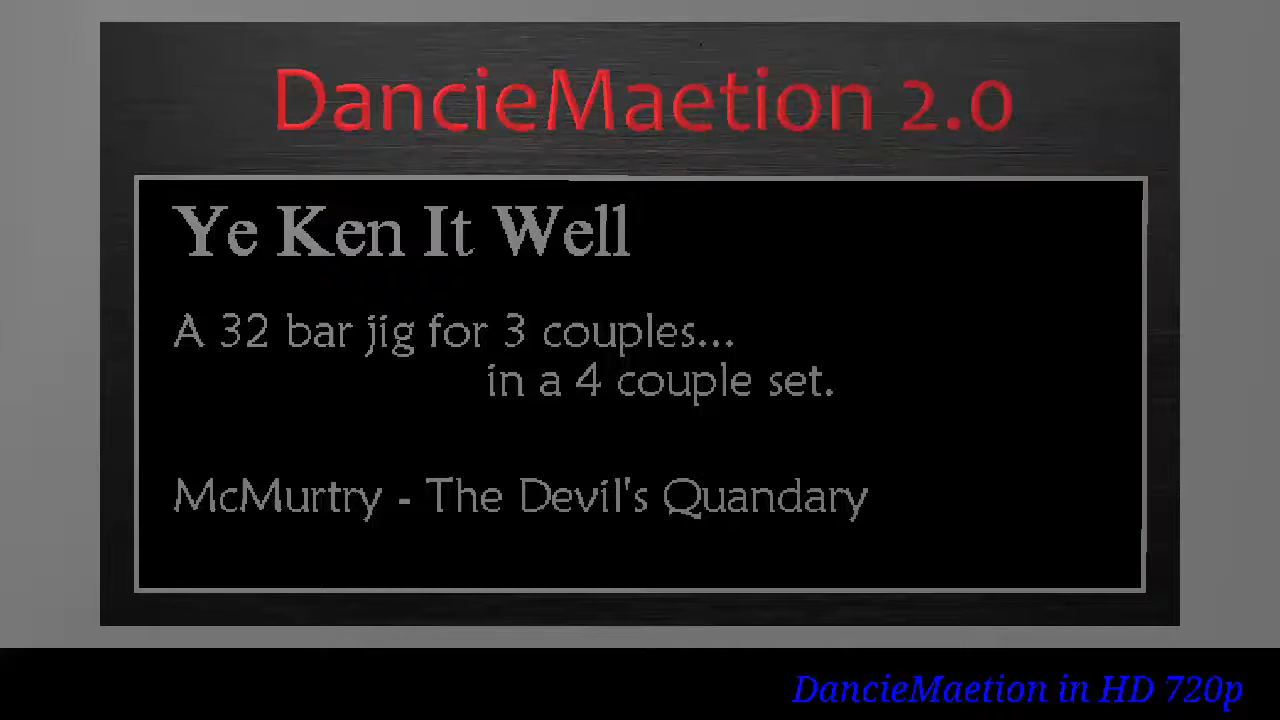 DancieMaetion 2.0
Ye Ken It Well
A 32 bar jig for 3 couples...
in a 4 couple set.
McMurtry - The Devil's Quandary
DancieMaetion in HD 720p